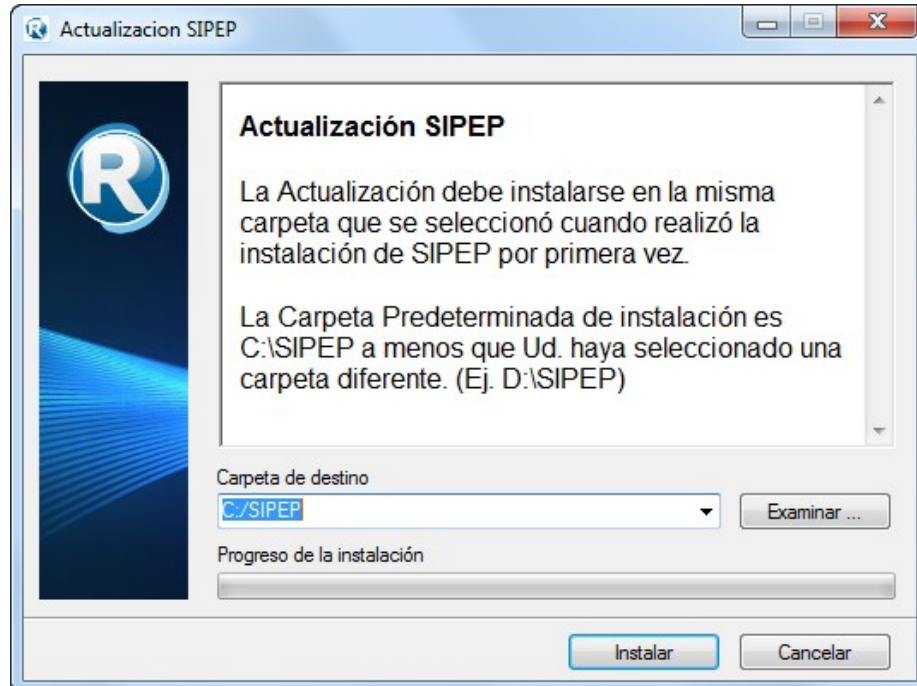 Actualizacion SIPEP
R
Actualización SIPEP
La Actualización debe instalarse en la misma
carpeta que se seleccionó cuando realizó la
instalación de SIPEP por primera vez.
La Carpeta Predeterminada de instalación es
C:\SIPEP a menos que Ud. haya seleccionado una
carpeta diferente. (Ej. D:\SIPEP)
Carpeta de destino
C:/SIPEP
Examinar ...
Progreso de la instalación
Instalar
Cancelar